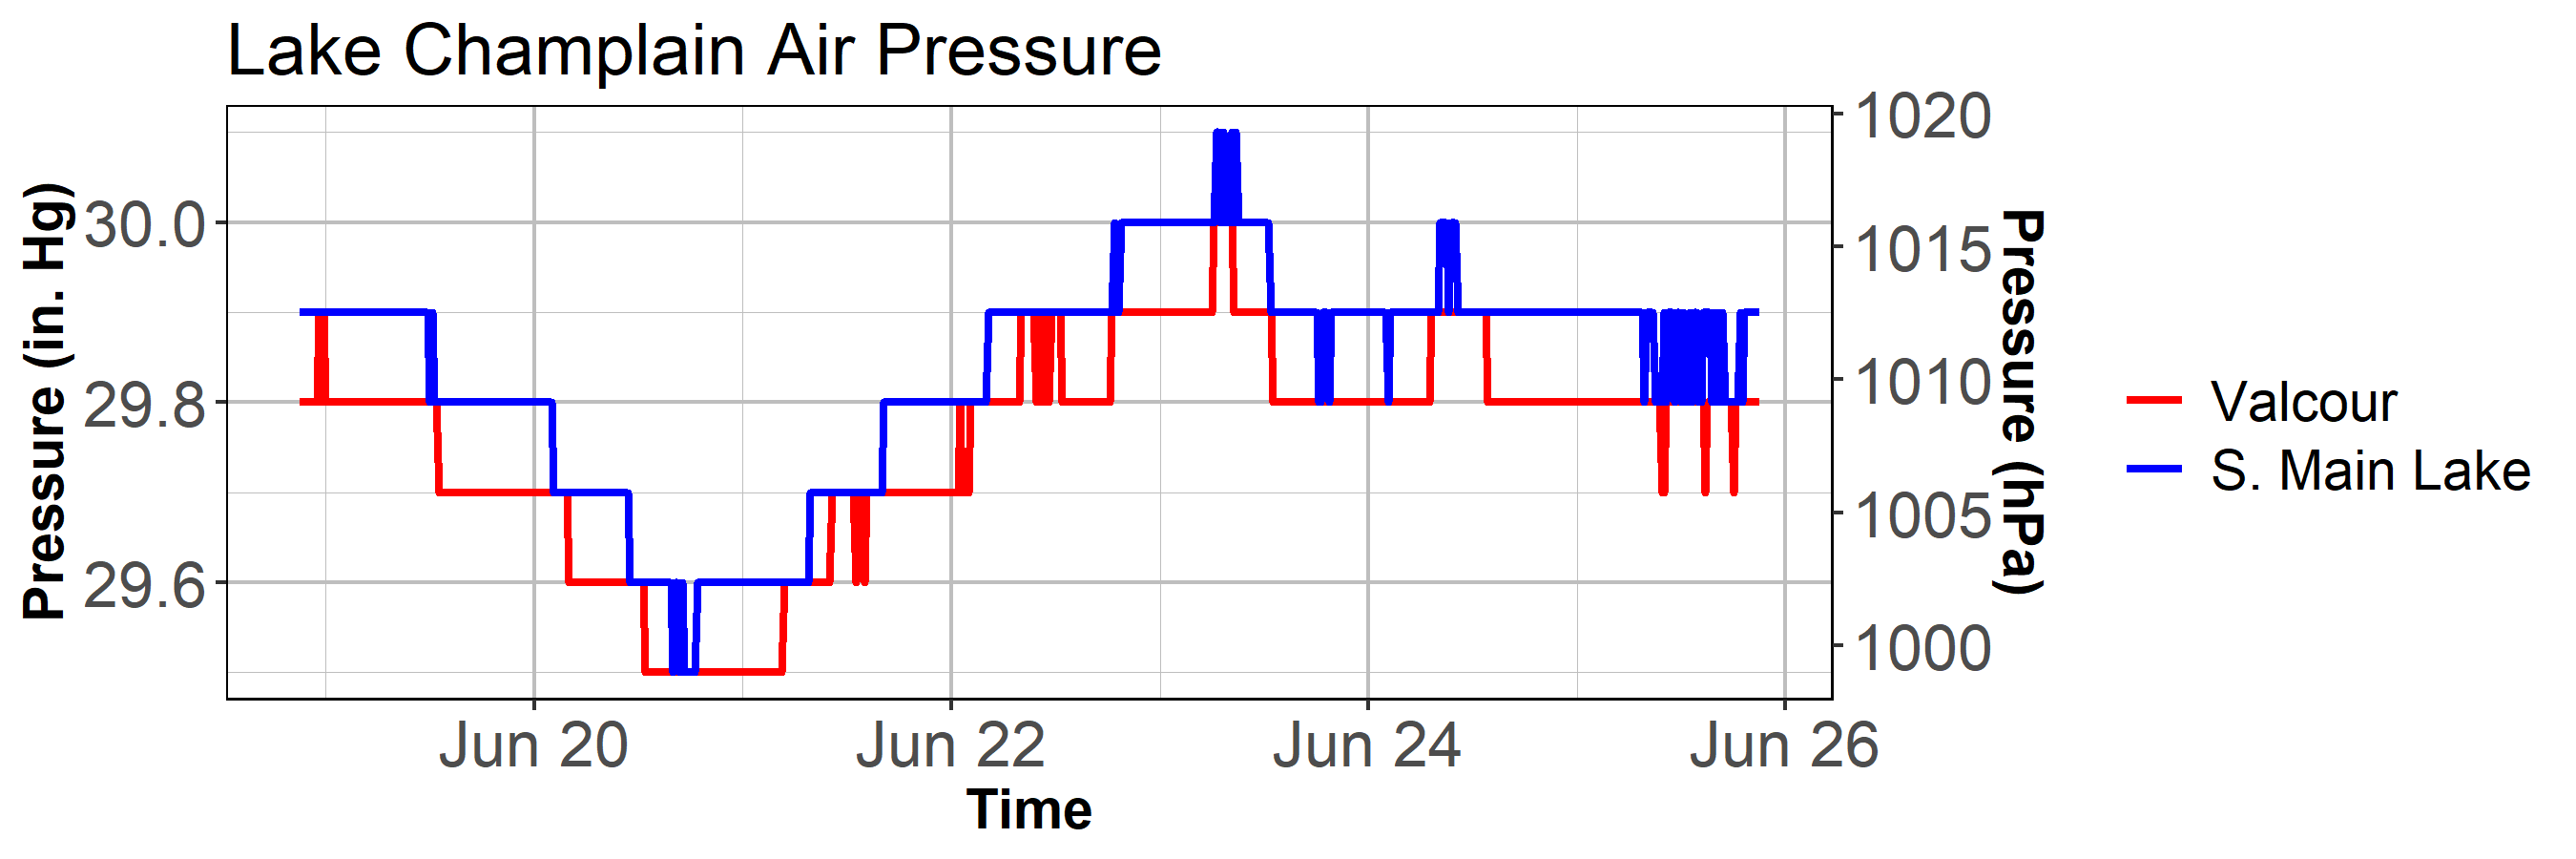 Lake Champlain Air Pressure
Pressure (in. Hg)
30.0
29.8
29.6
1020
1015
1010
1005
1000
Pressure (hPa)
Jun 20
Jun 22
Jun 24
Jun 26
Time
Valcour
S. Main Lake